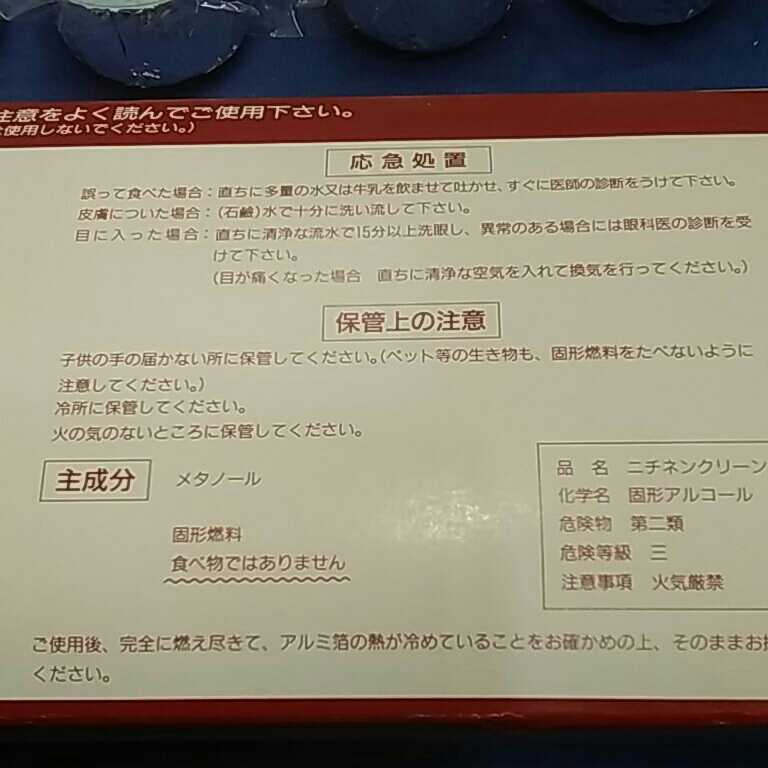 注意をよく読んでご使用下さい。
使用しないでください。)
応急処置
誤って食べた場合：直ちに多量の水又は牛乳を飲ませて吐かせ、すぐに医師の診断をうけて下さい。
皮膚についた場合：(石鹸)水で十分に洗い流して下さい。
目に入った場合：直ちに清浄な流水で15分以上洗眼し、異常のある場合には眼科医の診断を受
けて下さい。
(目が痛くなった場合　直ちに清浄な空気を入れて換気を行ってください。)
保管上の注意
子供の手の届かない所に保管してください。(ペット等の生き物も、固形燃料をたべないように
注意してください。)
冷所に保管してください。
火の気のないところに保管してください。
主成分　メタノール
固形燃料
食べ物ではありません
品　名　ニチネンクリーン
化学名　固形アルコール
危険物　第二類
危険等級　三
注意事項　火気厳禁
ご使用後、完全に燃え尽きて、アルミ箔の熱が冷めていることをお確かめの上、そのままお
ください。